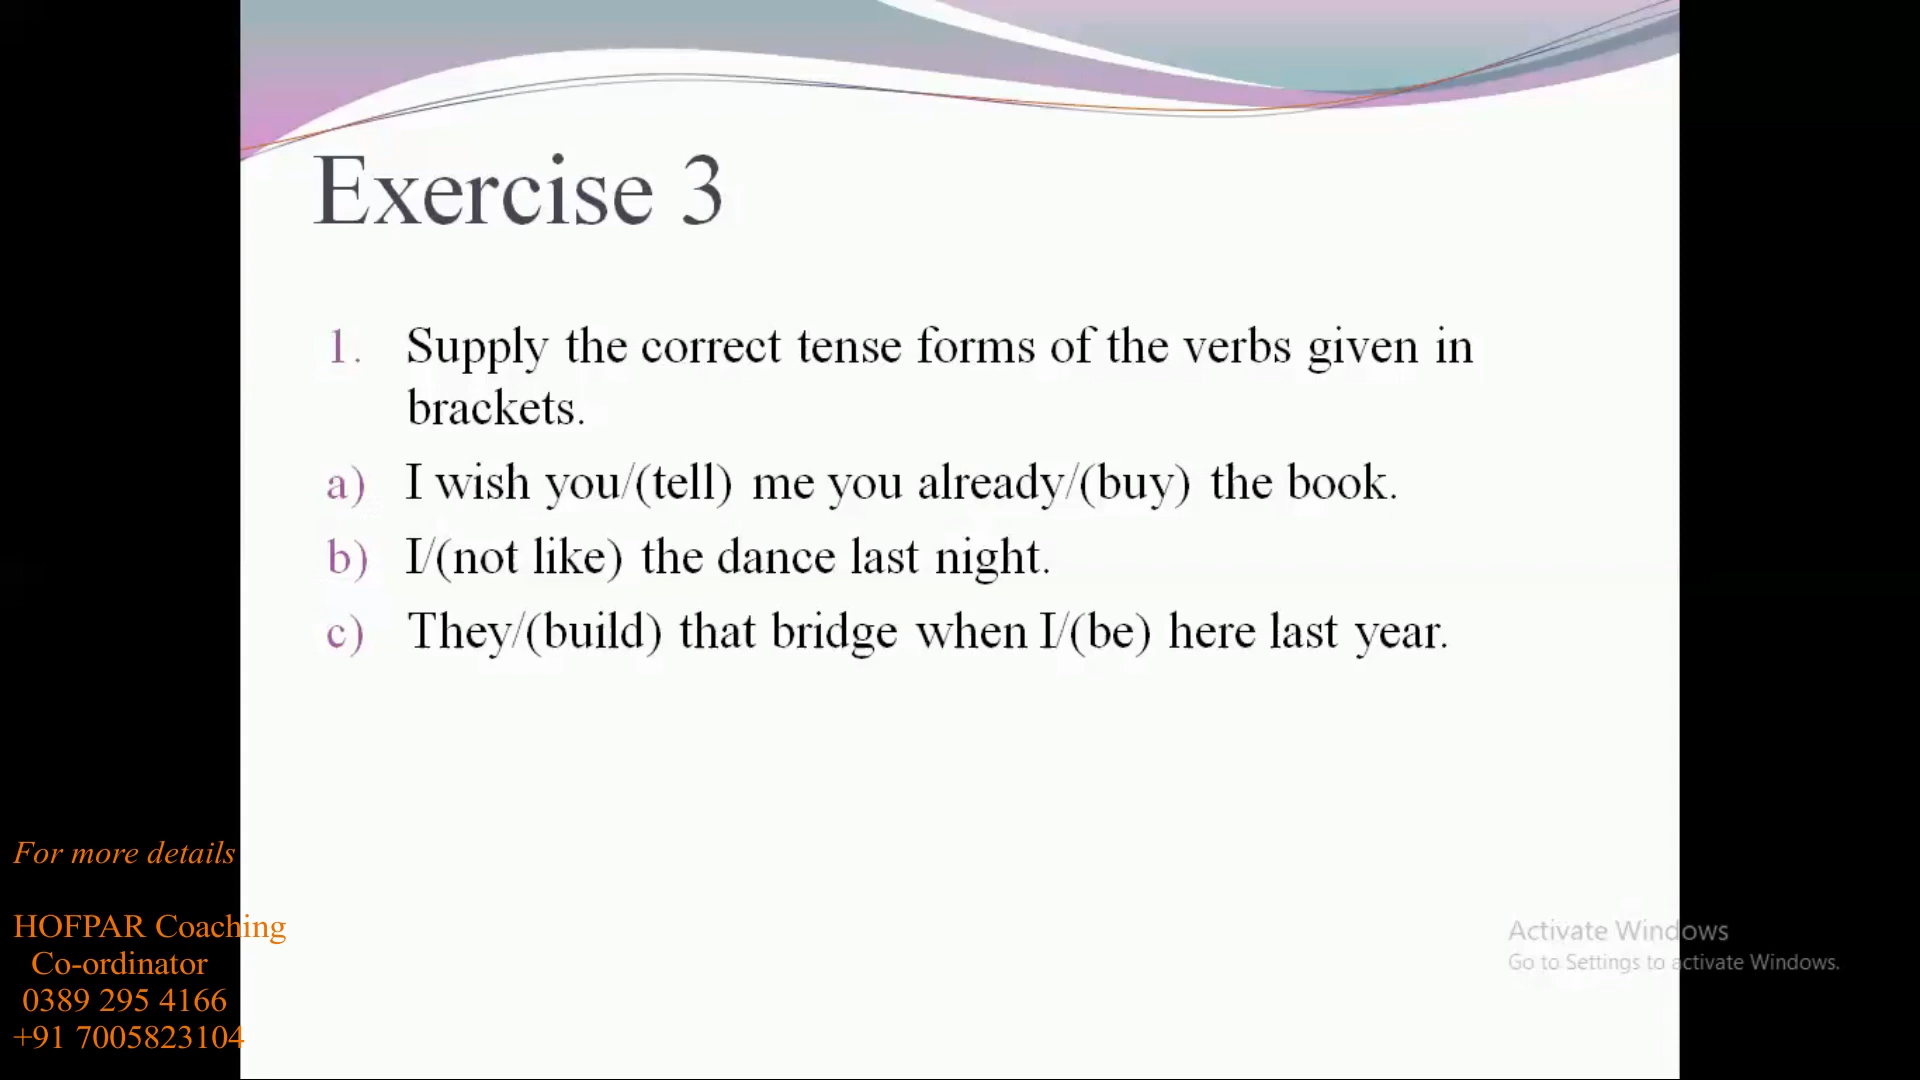 Exercise 3
1. Supply the correct tense forms of the verbs given in
brackets.
a) I wish you/(tell) me you already/(buy) the book.
b) I/(not like) the dance last night.
c) They/(build) that bridge when I/(be) here last year.
For more details
HOFPAR Coaching
Co-ordinator
0389 295 4166
+91 7005823104
Activate Windows
Go to Settings to activate Windows.